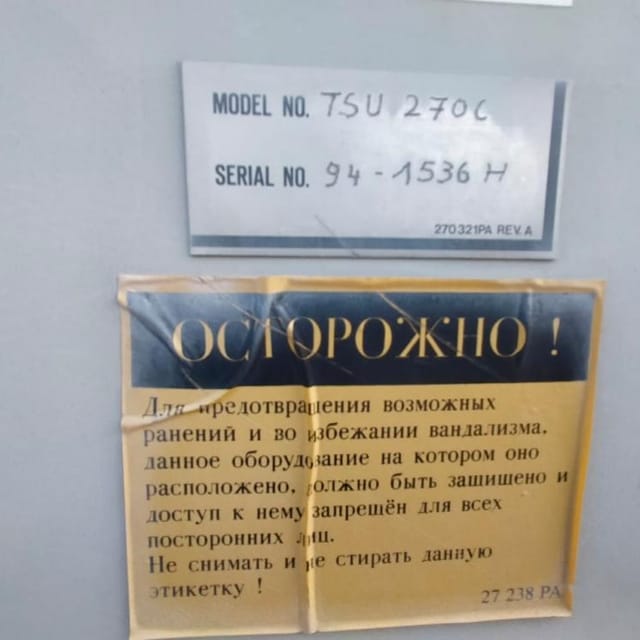 MODEL NO. TSU 270C
SERIAL NO. 94-1536 H
270321PA REV. A
ОСТОРОЖНО !
Для предотвращения возможных
ранений и во избежании вандализма.
данное оборудование на котором оно
расположено, должно быть защишено и
доступ к нему запрещён для всех
посторонних лиц.
Не снимать и не стирать данную
этикетку !
27 238 PA